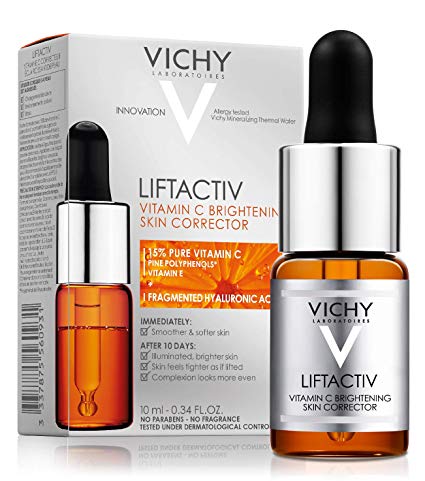 LIFTACTIV
VICHY
LABORATOIRES
INNOVATION
Allergy tested
Vichy Mineralizing Thermal Water
LIFTACTIV
VITAMIN C BRIGHTENIN
SKIN CORRECTOR
15% PURE VITAMIN C
PINE POLYPHENOLS*
VITAMIN E
+
FRAGMENTED HYALURONIC AC
IMMEDIATELY:
Smoother & softer skin
AFTER 10 DAYS:
Illuminated, brighter skin
Skin feels tighter as if lifted
Complexion looks more even
10 ml - 0.34 FL.OZ.
NO PARABENS - NO FRAGRANCE
TESTED UNDER DERMATOLOGICAL CONTROL
VICHY
LABORATOIRES
LIFTACTIV
VITAMIN C BRIGHTENING
SKIN CORRECTOR